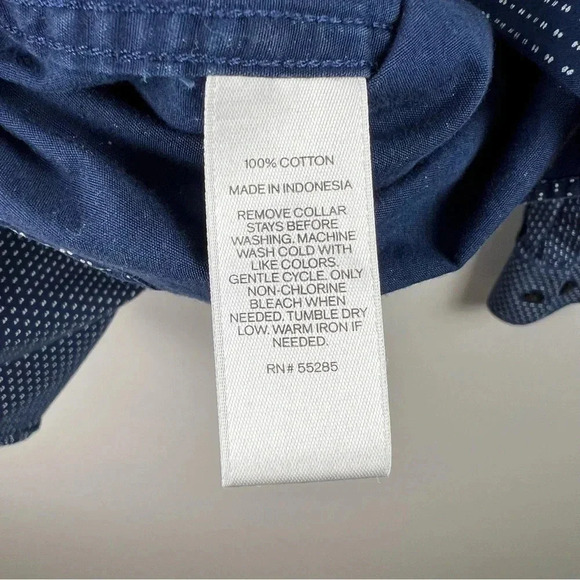 100% COTTON
MADE IN INDONESIA
REMOVE COLLAR
STAYS BEFORE
WASHING. MACHINE
WASH COLD WITH
LIKE COLORS.
GENTLE CYCLE. ONLY
NON-CHLORINE
BLEACH WHEN
NEEDED. TUMBLE DRY
LOW. WARM IRON IF
NEEDED.
RN# 55285